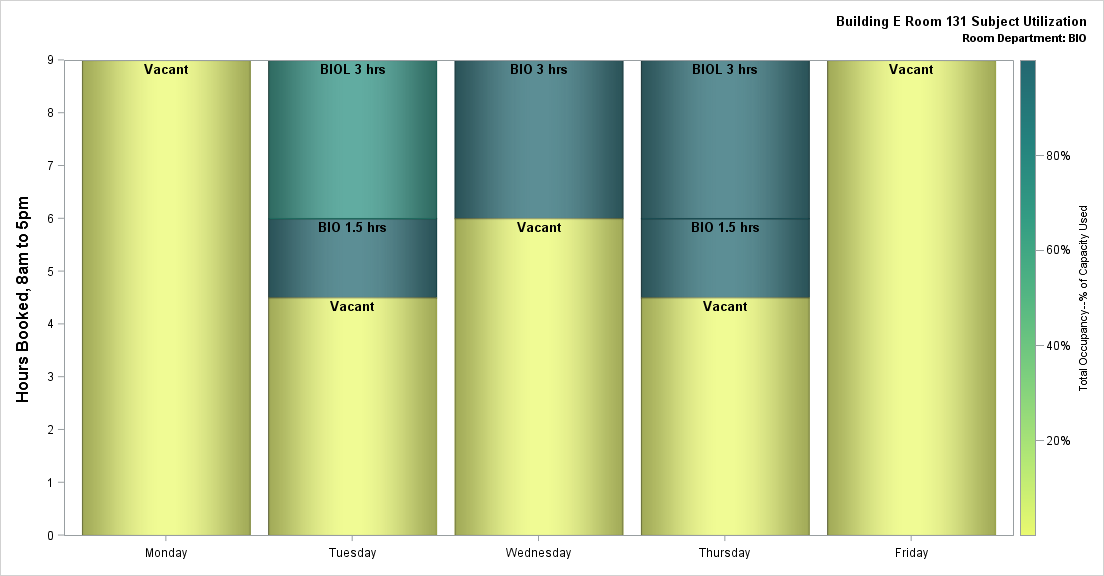 Building E Room 131 Subject Utilization
Room Department: BIO
Hours Booked, 8am to 5pm
9
8
7
6
5
4
3
2
1
0
Vacant
BIOL 3 hrs
BIO 1.5 hrs
Vacant
BIO 3 hrs
Vacant
BIOL 3 hrs
BIO 1.5 hrs
Vacant
Vacant
Monday
Tuesday
Wednesday
Thursday
Friday
80%
60%
40%
20%
Total Occupancy--% of Capacity Used